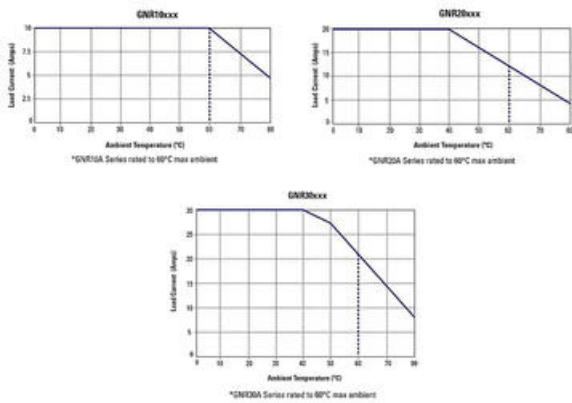 GNR10xxx
Load Current (Amps)
10
7.5
5
2.5
0
0 10 20 30 40 50 60 70 80
Ambient Temperature (°C)
*GNR10A Series rated to 60°C max ambient
GNR20xxx
Load Current (Amps)
20
15
10
5
0
0 10 20 30 40 50 60 70 80
Ambient Temperature (°C)
*GNR20A Series rated to 60°C max ambient
GNR30xxx
Load Current (Amps)
30
25
20
15
10
5
0
0 10 20 30 40 50 60 70 80
Ambient Temperature (°C)
*GNR30A Series rated to 60°C max ambient